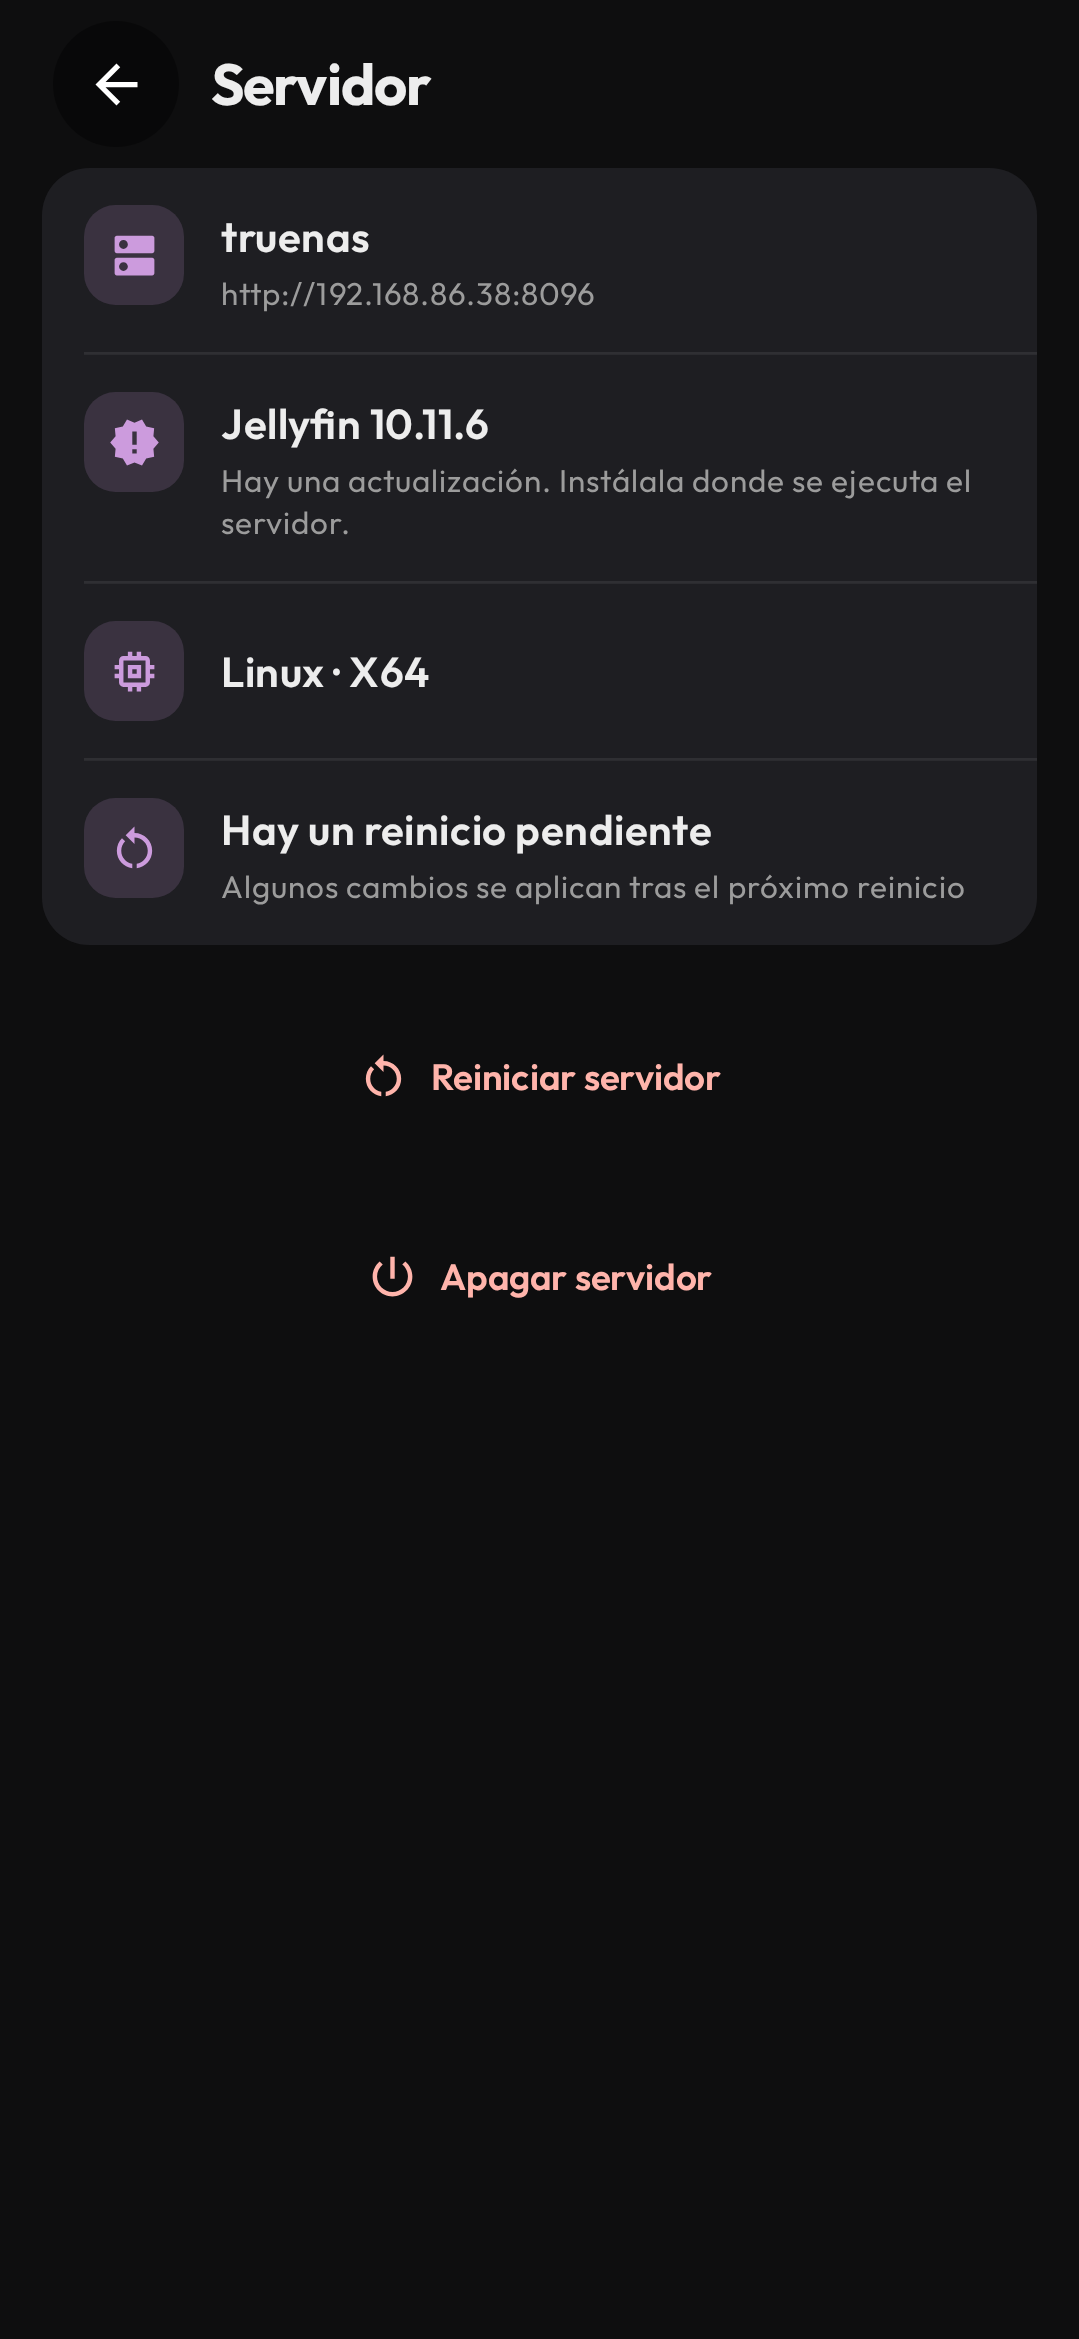 Servidor
truenas
http://192.168.86.38:8096
Jellyfin 10.11.6
Hay una actualización. Instálala donde se ejecuta el
servidor.
Linux · X64
Hay un reinicio pendiente
Algunos cambios se aplican tras el próximo reinicio
Reiniciar servidor
Apagar servidor